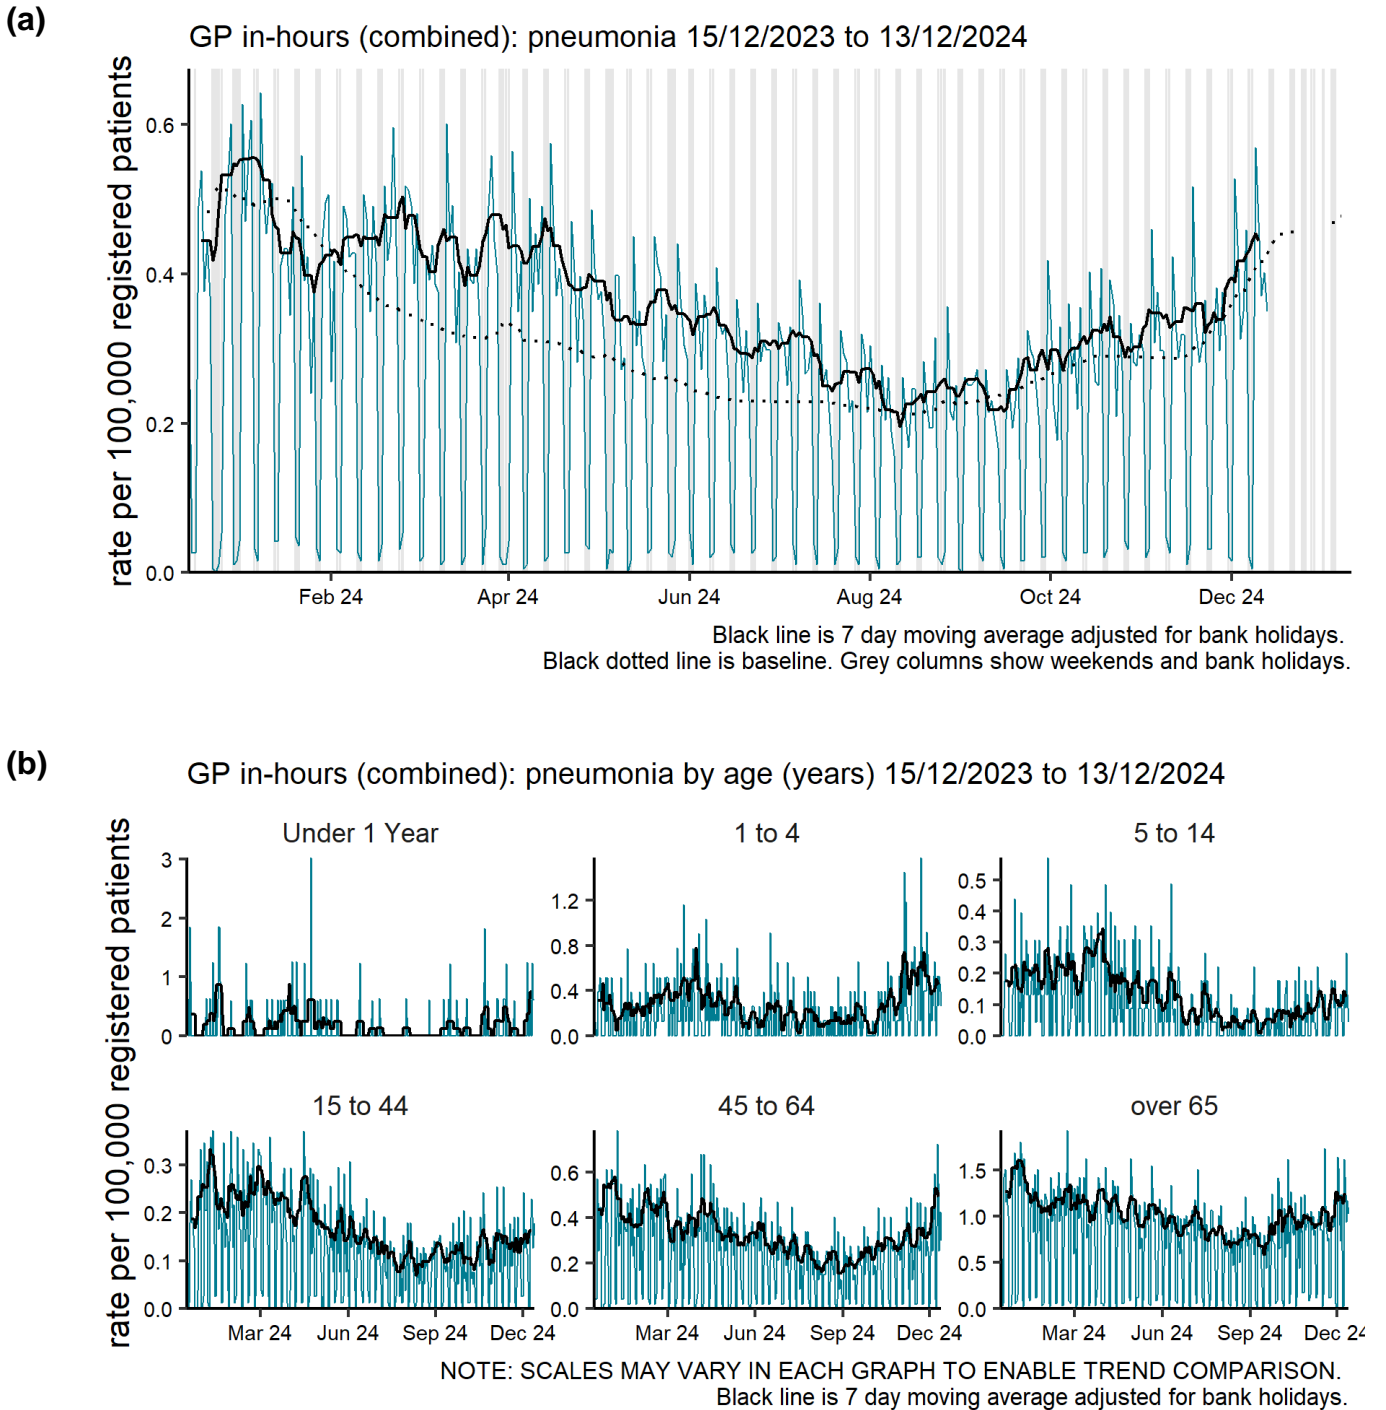 (a)
GP in-hours (combined): pneumonia 15/12/2023 to 13/12/2024
rate per 100,000 registered patients
0.6
0.4
0.2
0.0
Feb 24 Apr 24 Jun 24 Aug 24 Oct 24 Dec 24
Black line is 7 day moving average adjusted for bank holidays.
Black dotted line is baseline. Grey columns show weekends and bank holidays.
(b)
GP in-hours (combined): pneumonia by age (years) 15/12/2023 to 13/12/2024
rate per 100,000 registered patients
Under 1 Year
3
2
1
0
1 to 4
1.2
0.8
0.4
0.0
5 to 14
0.5
0.4
0.3
0.2
0.1
0.0
15 to 44
0.3
0.2
0.1
0.0
Mar 24 Jun 24 Sep 24 Dec 24
45 to 64
0.6
0.4
0.2
0.0
Mar 24 Jun 24 Sep 24 Dec 24
over 65
1.5
1.0
0.5
0.0
Mar 24 Jun 24 Sep 24 Dec 24
NOTE: SCALES MAY VARY IN EACH GRAPH TO ENABLE TREND COMPARISON.
Black line is 7 day moving average adjusted for bank holidays.